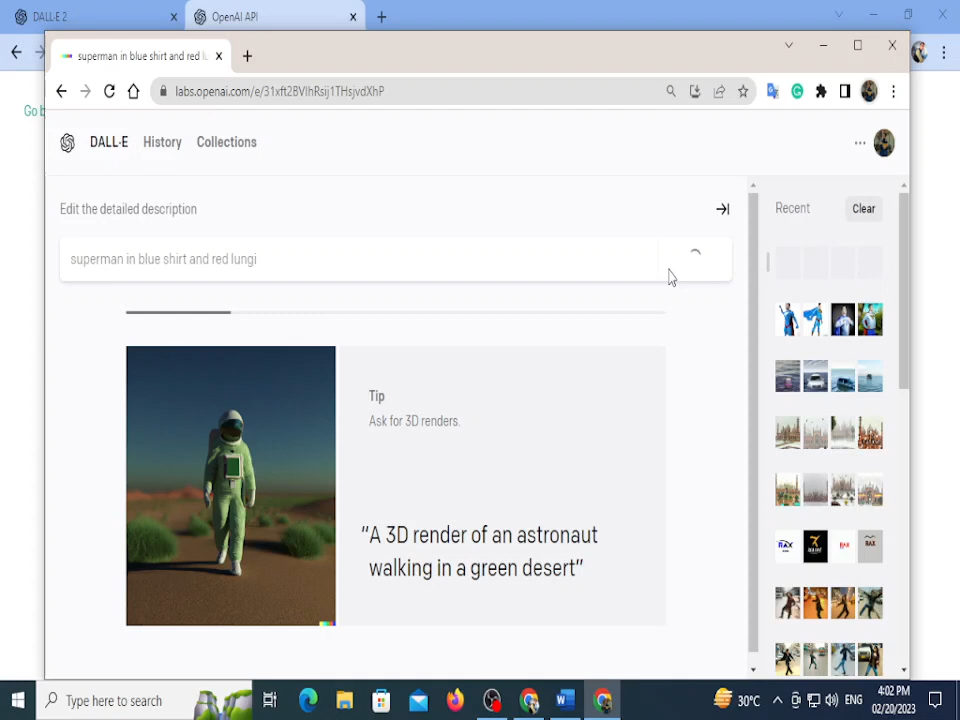 DALL·E 2
OpenAI API
superman in blue shirt and red lu
labs.openai.com/e/31xft2BVIhRsij1THsjvdXhP
Go b
DALL·E
History
Collections
Edit the detailed description
Recent
Clear
superman in blue shirt and red lungi
Tip
Ask for 3D renders.
"A 3D render of an astronaut
walking in a green desert"
RAX
RAX
Type here to search
30°C
ENG
4:02 PM
02/20/2023